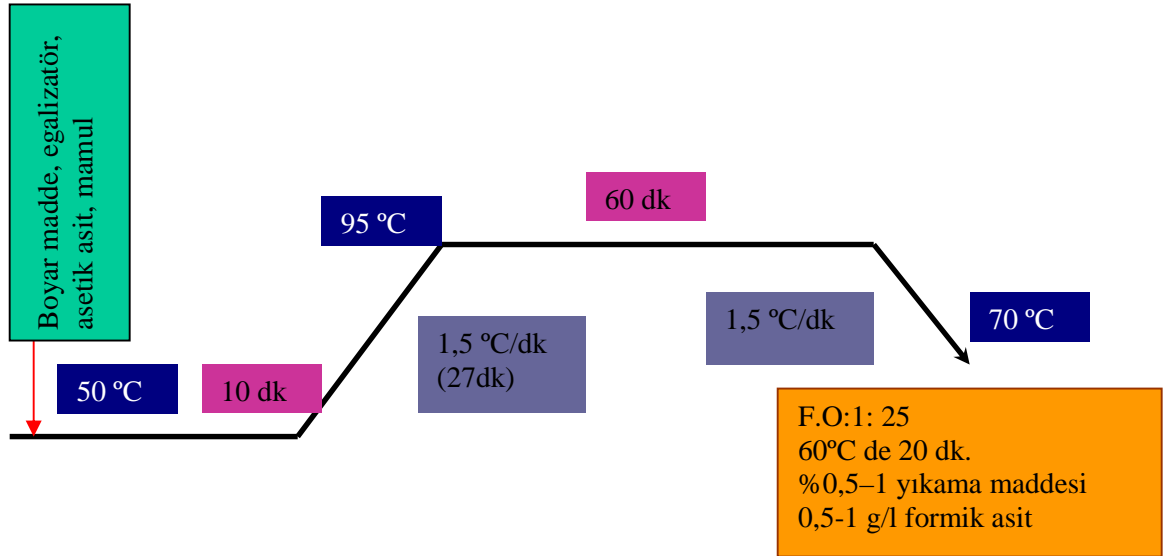 Boyar madde, egalizatör,
asetik asit, mamul
50 ºC
10 dk
95 ºC
1,5 ºC/dk
(27dk)
60 dk
1,5 ºC/dk
70 ºC
F.O:1: 25
60ºC de 20 dk.
%0,5–1 yıkama maddesi
0,5-1 g/l formik asit